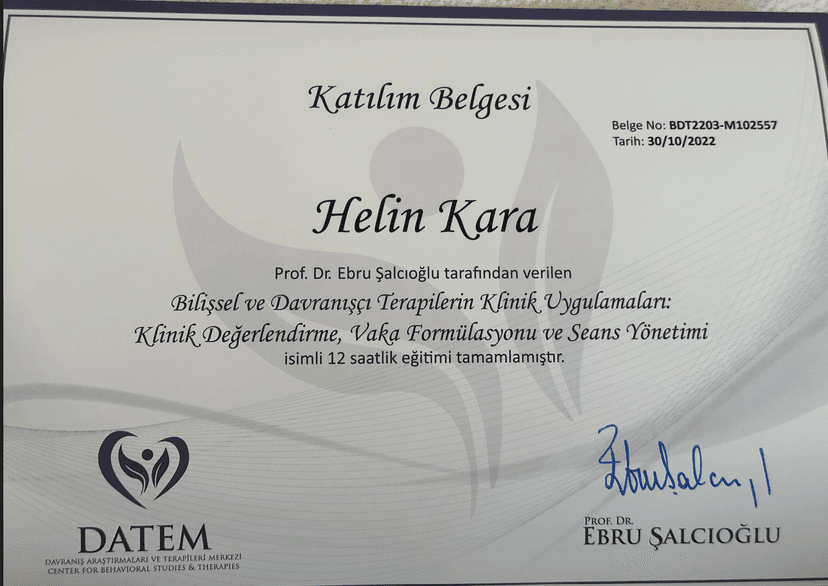 Katılım Belgesi
Belge No: BDT2203-M102557
Tarih: 30/10/2022
Helin Kara
Prof. Dr. Ebru Şalcıoğlu tarafından verilen
Bilişsel ve Davranışçı Terapilerin Klinik Uygulamaları:
Klinik Değerlendirme, Vaka Formülasyonu ve Seans Yönetimi
isimli 12 saatlik eğitimi tamamlamıştır.
DATEM
DAVRANIŞ ARAŞTIRMALARI VE TERAPİLERİ MERKEZİ
CENTER FOR BEHAVIORAL STUDIES & THERAPIES
Ebru Şalcıoğlu
PROF. DR.
EBRU ŞALCIOĞLU